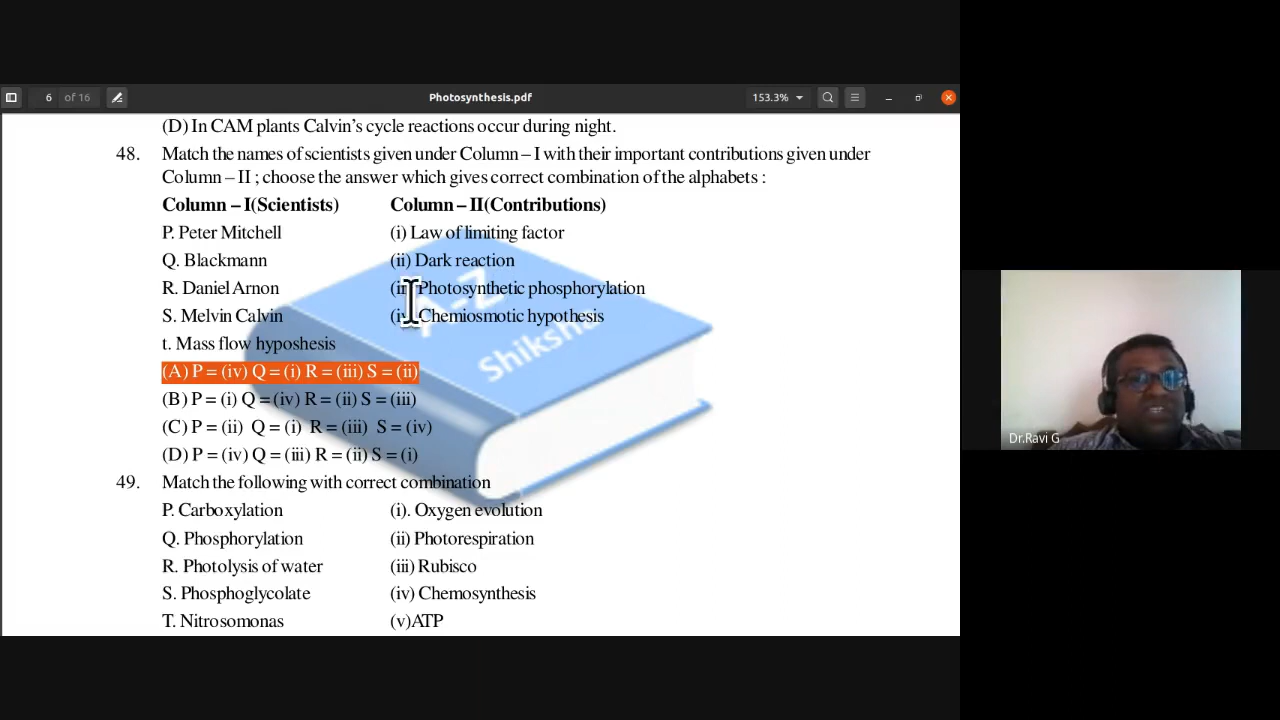 6 of 16
Photosynthesis.pdf
153.3%
(D) In CAM plants Calvin's cycle reactions occur during night.
48. Match the names of scientists given under Column – I with their important contributions given under
Column – II ; choose the answer which gives correct combination of the alphabets :
Column – I(Scientists) Column – II(Contributions)
P. Peter Mitchell (i) Law of limiting factor
Q. Blackmann (ii) Dark reaction
R. Daniel Arnon Photosynthetic phosphorylation
S. Melvin Calvin Chemiosmotic hypothesis
t. Mass flow hyposhesis
(A) P = (iv) Q = (i) R = (iii) S = (ii)
(B) P = (i) Q = (iv) R = (ii) S = (iii)
(C) P = (ii) Q = (i) R = (iii) S = (iv)
(D) P = (iv) Q = (iii) R = (ii) S = (i)
49. Match the following with correct combination
P. Carboxylation (i). Oxygen evolution
Q. Phosphorylation (ii) Photorespiration
R. Photolysis of water (iii) Rubisco
S. Phosphoglycolate (iv) Chemosynthesis
T. Nitrosomonas (v)ATP
A-Z
Shiksha
Dr.Ravi G